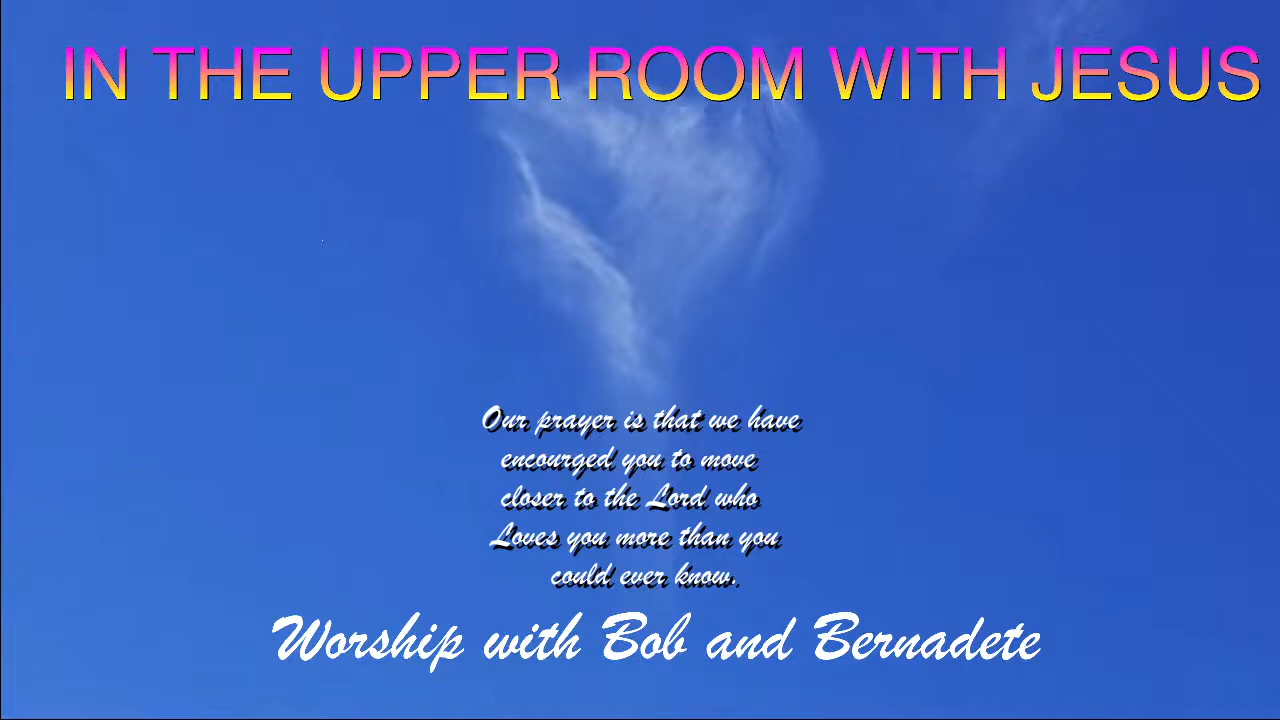 IN THE UPPER ROOM WITH JESUS
Our prayer is that we have
encourged you to move
closer to the Lord who
Loves you more than you
could ever know.
Worship with Bob and Bernadete